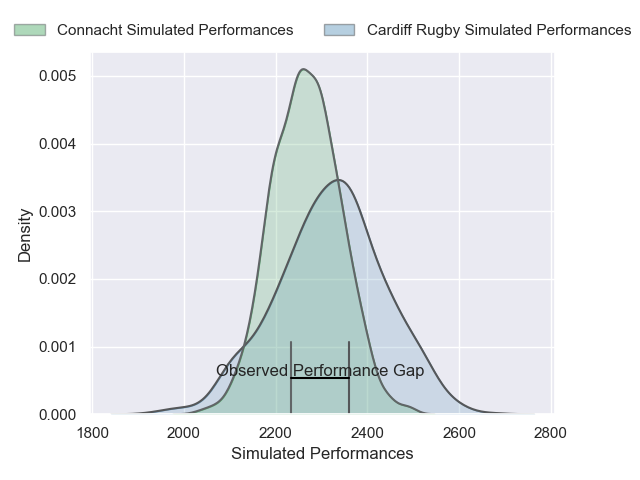 Connacht Simulated Performances
Cardiff Rugby Simulated Performances
0.005
0.004
0.003
0.002
0.001
0.000
Density
Observed Performance Gap
1800
2000
2200
2400
2600
2800
Simulated Performances